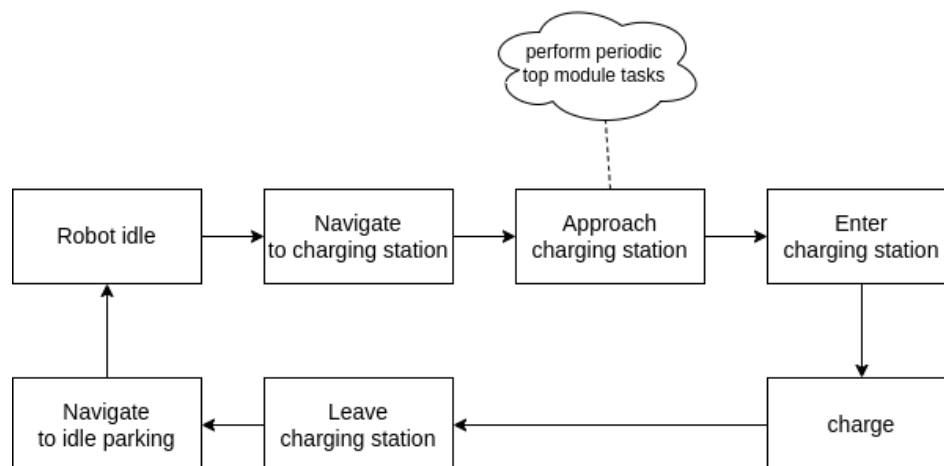 perform periodic
top module tasks
Robot idle
Navigate
to charging station
Approach
charging station
Enter
charging station
Navigate
to idle parking
Leave
charging station
charge